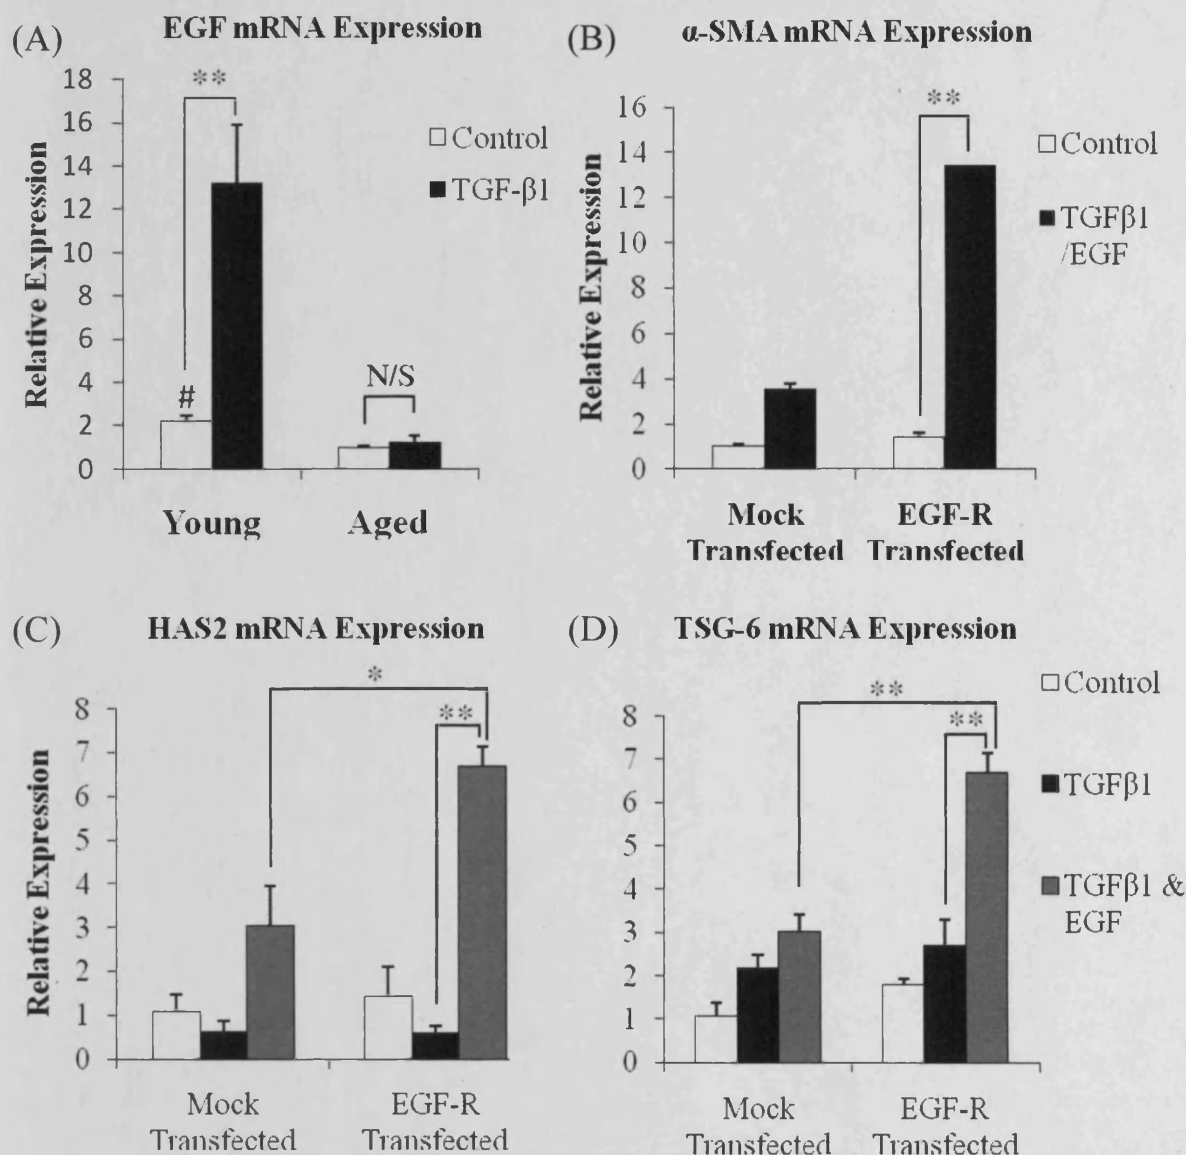 (A)
EGF mRNA Expression
Relative Expression
18
16
14
12
10
8
6
4
2
0
**
#
N/S
Control
TGF-β1
Young
Aged
(B)
α-SMA mRNA Expression
Relative Expression
16
14
12
10
8
6
4
2
0
**
Control
TGFβ1
/EGF
Mock
Transfected
EGF-R
Transfected
(C)
HAS2 mRNA Expression
Relative Expression
8
7
6
5
4
3
2
1
0
*
**
Mock
Transfected
EGF-R
Transfected
(D)
TSG-6 mRNA Expression
8
7
6
5
4
3
2
1
0
**
**
Control
TGFβ1
TGFβ1 &
EGF
Mock
Transfected
EGF-R
Transfected